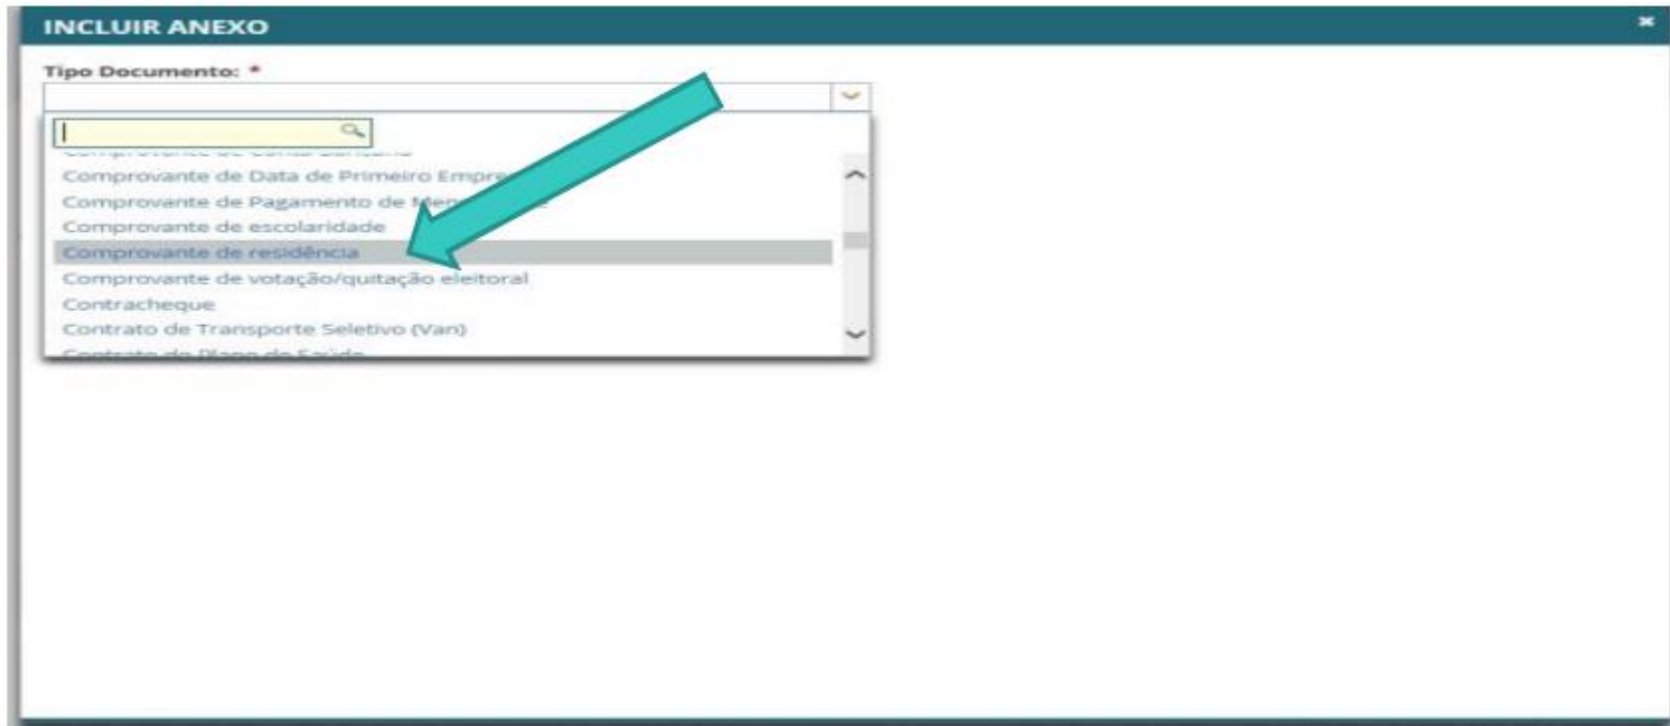 INCLUIR ANEXO
Tipo Documento: *
Comprovante de Data de Primeiro
Comprovante de Pagamento de
Comprovante de escolaridade
Comprovante de residência
Comprovante de votação/quitação eleitoral
Contracheque
Contrato de Transporte Seletivo (Van)